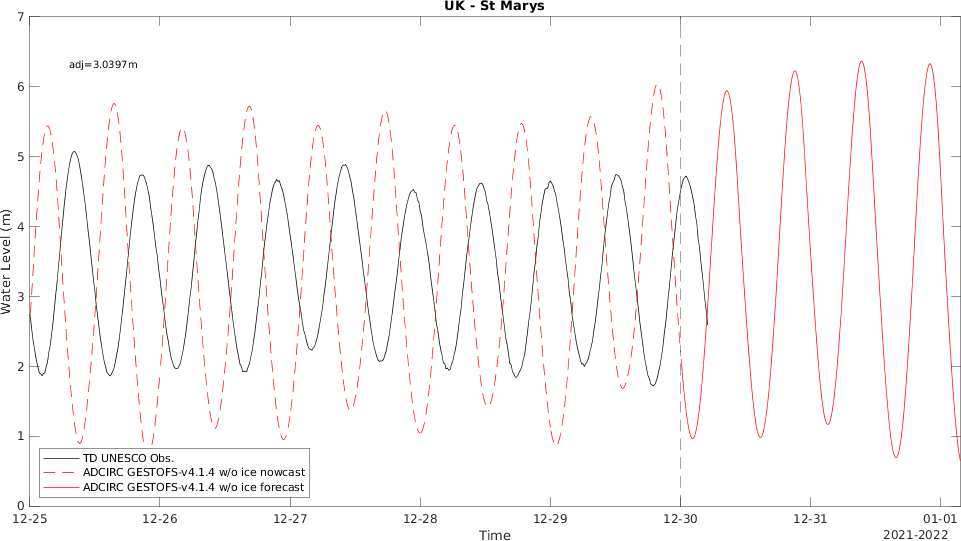 UK - St Marys
7
adj=3.0397m
6
5
4
Water Level (m)
3
2
1
TD UNESCO Obs.
ADCIRC GESTOFS-v4.1.4 w/o ice nowcast
ADCIRC GESTOFS-v4.1.4 w/o ice forecast
0
12-25 12-26 12-27 12-28 12-29 12-30 12-31 01-01
Time
2021-2022